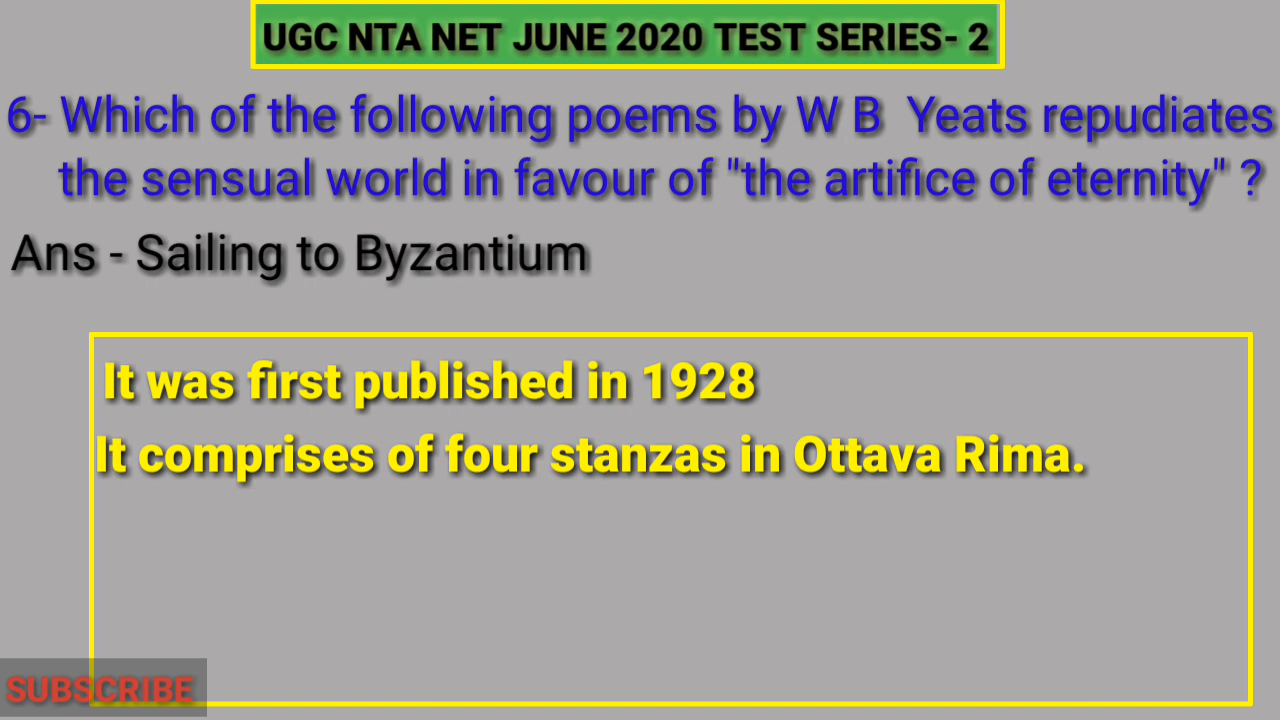 UGC NTA NET JUNE 2020 TEST SERIES- 2
6- Which of the following poems by W B Yeats repudiates
the sensual world in favour of "the artifice of eternity" ?
Ans - Sailing to Byzantium
It was first published in 1928
It comprises of four stanzas in Ottava Rima.
SUBSCRIBE